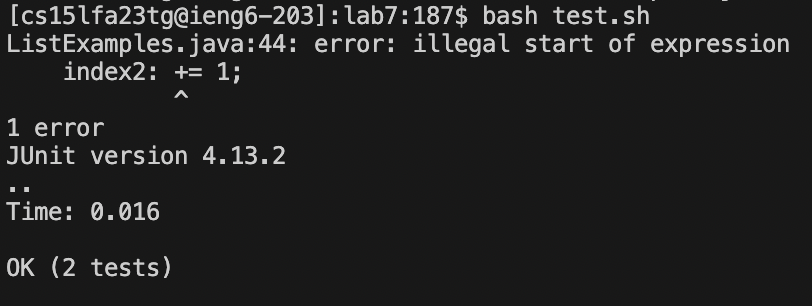 [cs15lfa23tg@ieng6-203]:lab7:187$ bash test.sh
ListExamples.java:44: error: illegal start of expression
    index2: += 1;
            ^
1 error
JUnit version 4.13.2
..
Time: 0.016

OK (2 tests)